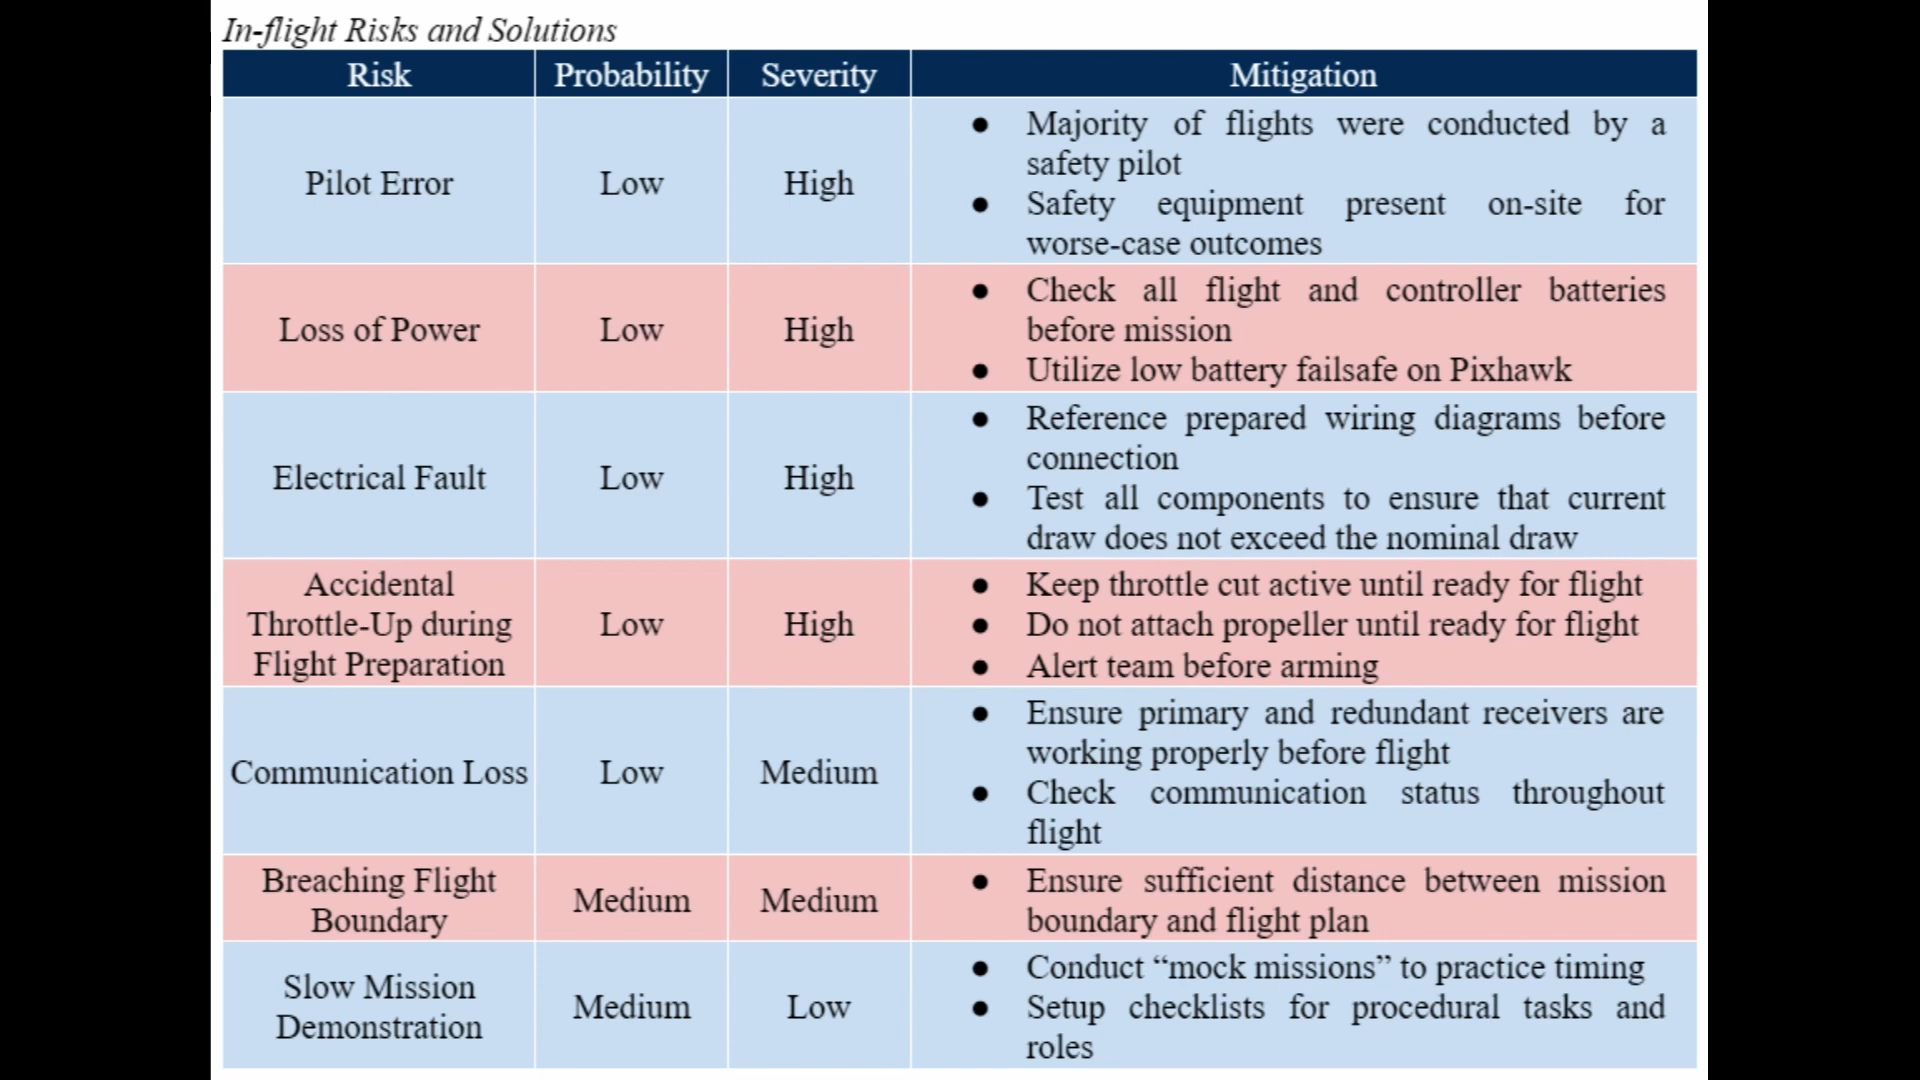 In-flight Risks and Solutions
Risk Probability Severity Mitigation
Pilot Error Low High
● Majority of flights were conducted by a
safety pilot
● Safety equipment present on-site for
worse-case outcomes
Loss of Power Low High
● Check all flight and controller batteries
before mission
● Utilize low battery failsafe on Pixhawk
Electrical Fault Low High
● Reference prepared wiring diagrams before
connection
● Test all components to ensure that current
draw does not exceed the nominal draw
Accidental
Throttle-Up during
Flight Preparation
Low High
● Keep throttle cut active until ready for flight
● Do not attach propeller until ready for flight
● Alert team before arming
Communication Loss Low Medium
● Ensure primary and redundant receivers are
working properly before flight
● Check communication status throughout
flight
Breaching Flight
Boundary
Medium Medium
● Ensure sufficient distance between mission
boundary and flight plan
Slow Mission
Demonstration
Medium Low
● Conduct “mock missions” to practice timing
● Setup checklists for procedural tasks and
roles